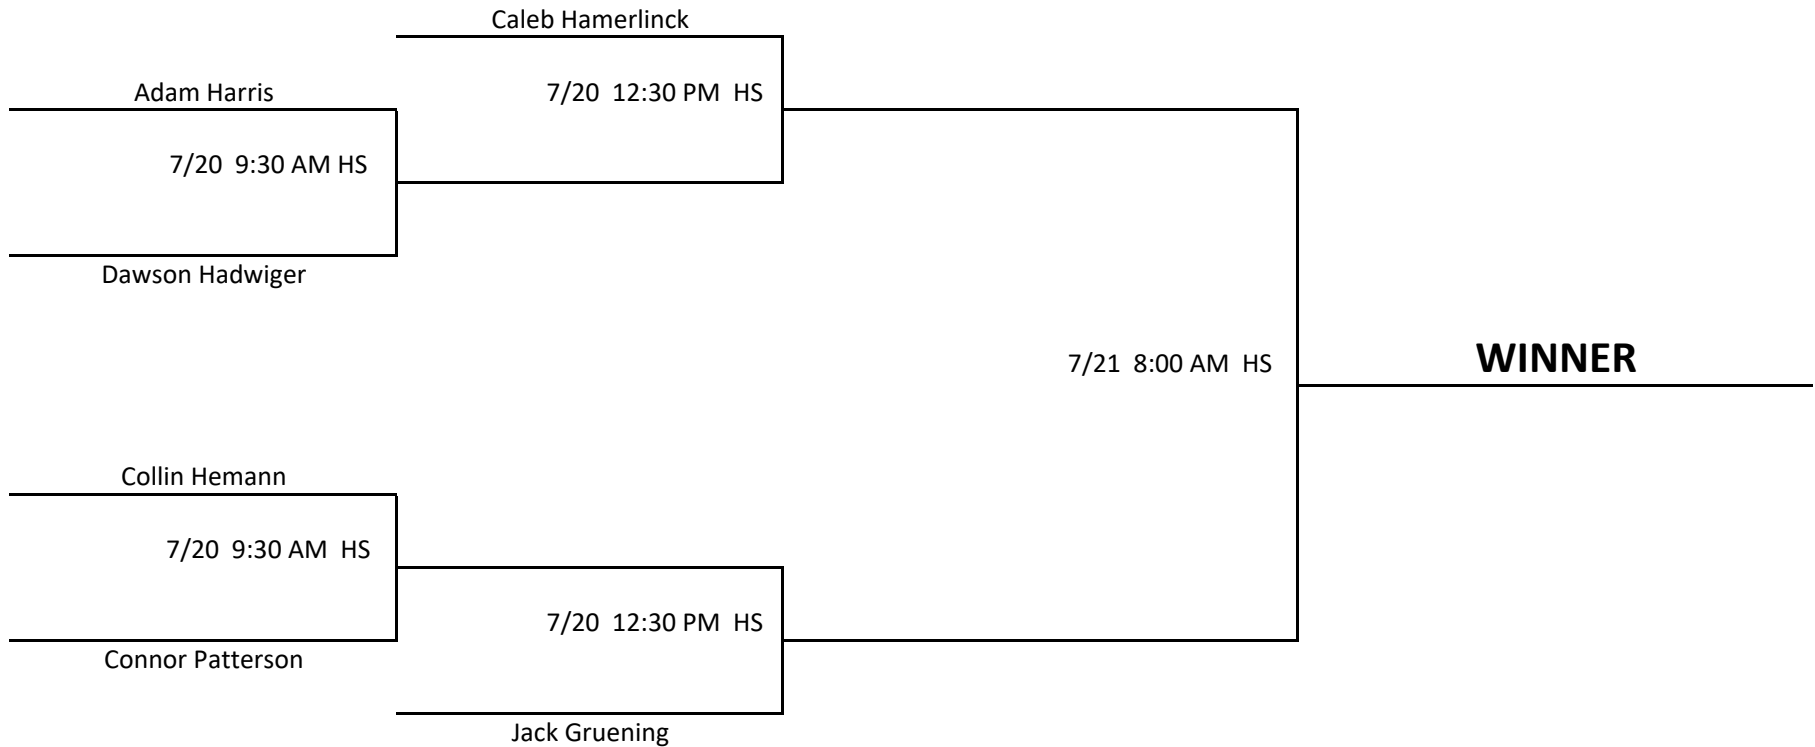 Caleb Hamerlinck
Adam Harris
7/20 12:30 PM HS
7/20 9:30 AM HS
Dawson Hadwiger
7/21 8:00 AM HS
WINNER
Collin Hemann
7/20 9:30 AM HS
7/20 12:30 PM HS
Connor Patterson
Jack Gruening